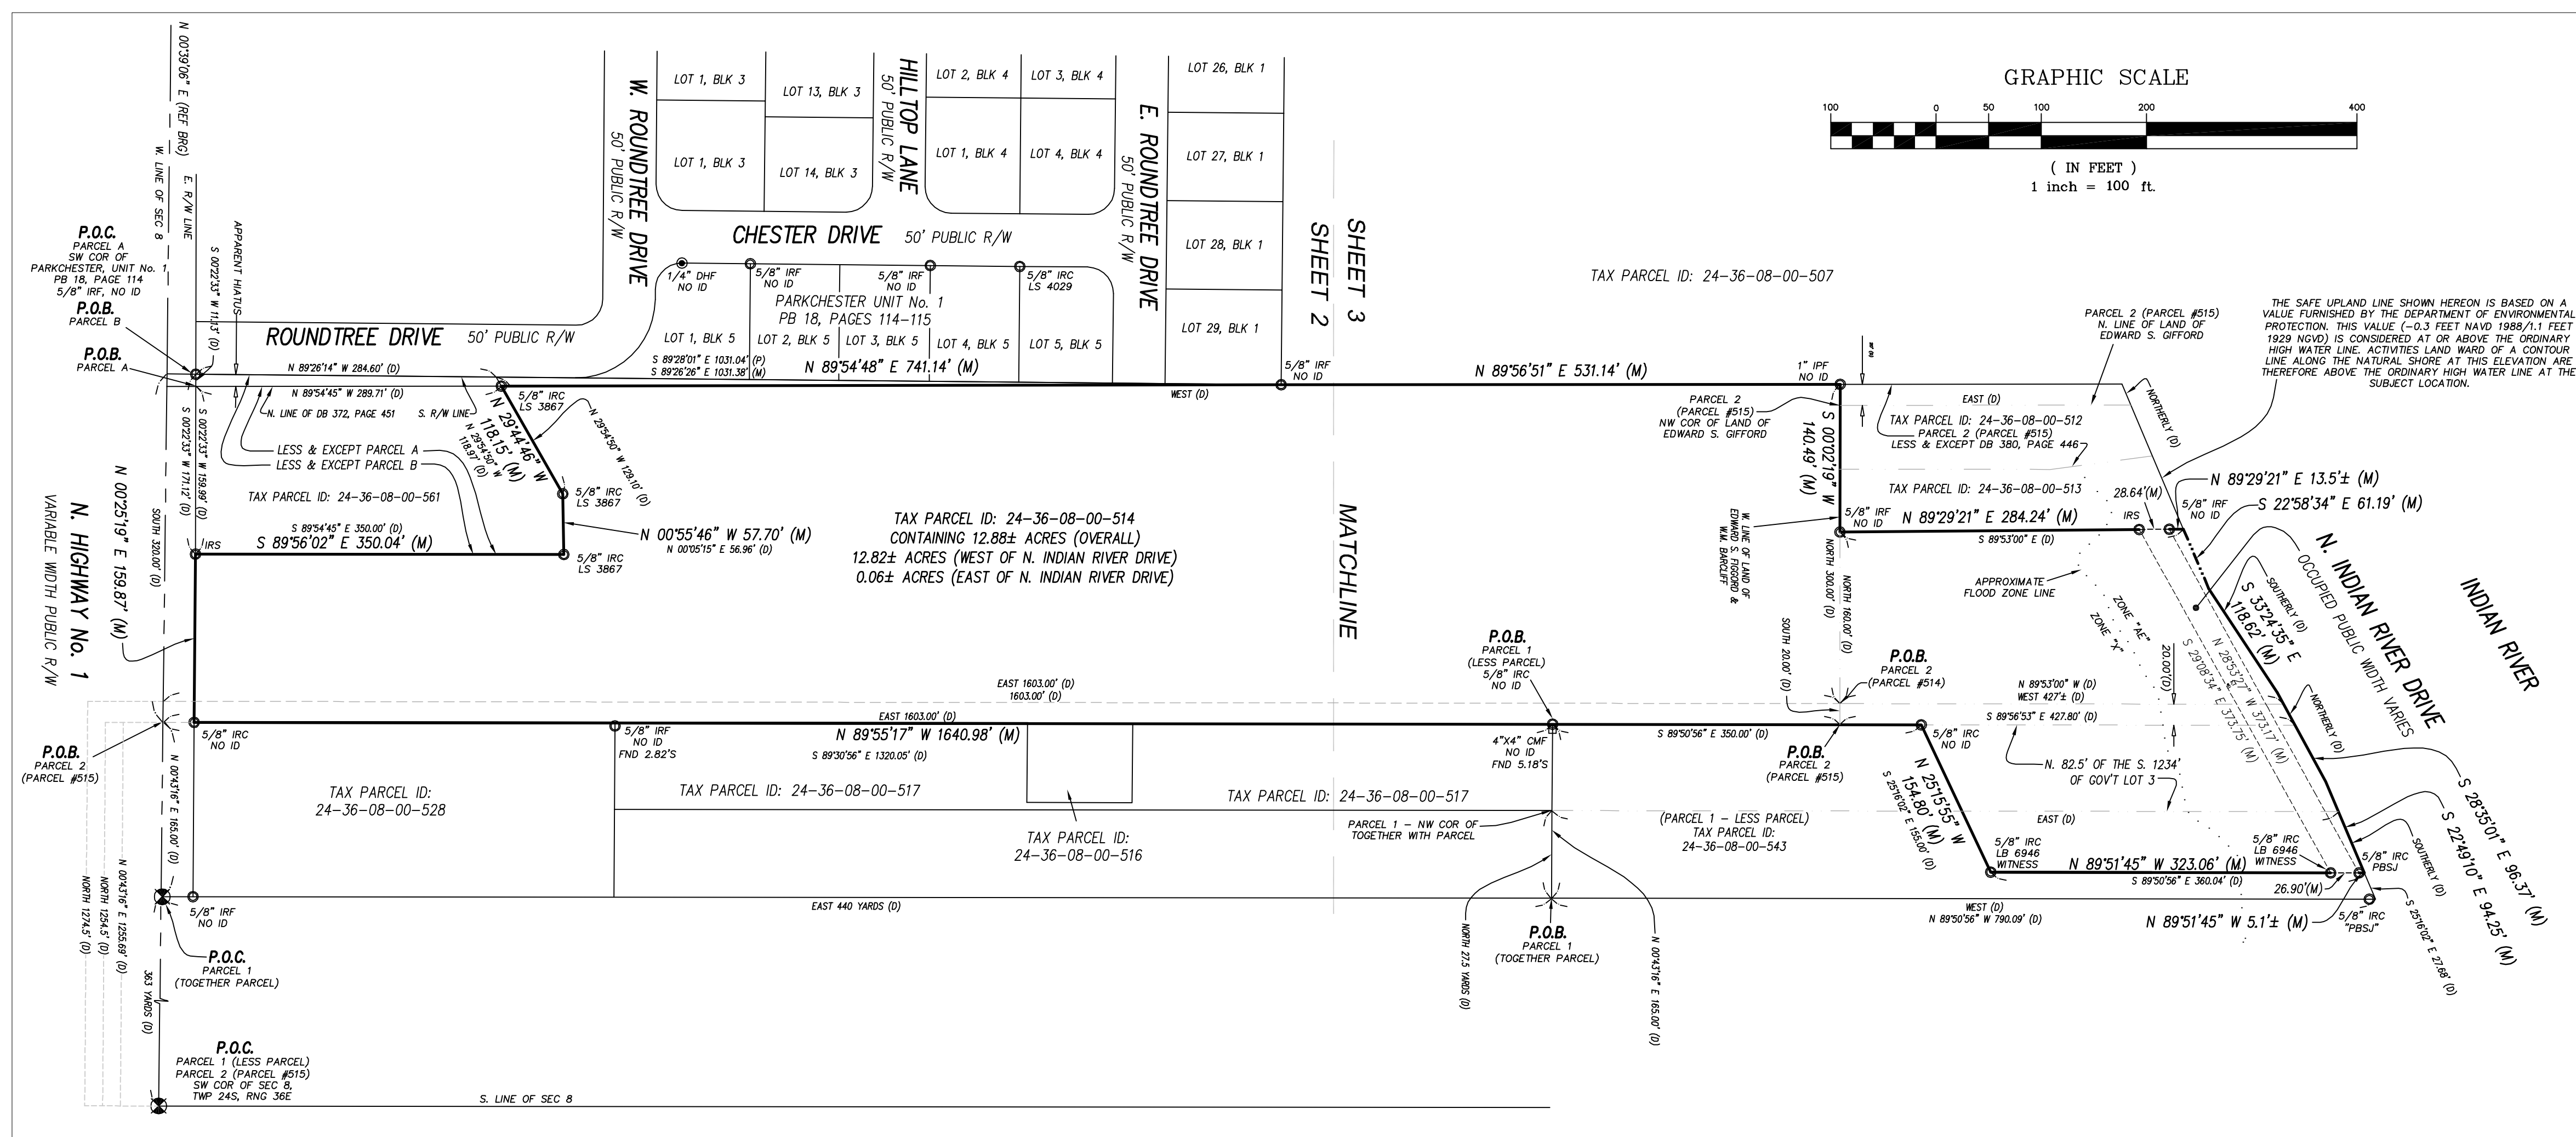 N 00°39'06" E (REF BRG)
W. LINE OF SEC 8
E. R/W LINE
P.O.C.
PARCEL A
SW COR OF
PARKCHESTER, UNIT No. 1
PB 18, PAGE 114
5/8" IRF, NO ID
P.O.B.
PARCEL B
P.O.B.
PARCEL A
S 00°22'33" W 11.13' (D)
APPARENT HIATUS
ROUNDTREE DRIVE 50' PUBLIC R/W
W. ROUNDTREE DRIVE
50' PUBLIC R/W
LOT 1, BLK 3
LOT 13, BLK 3
LOT 1, BLK 3
LOT 14, BLK 3
HILLTOP LANE
50' PUBLIC R/W
LOT 2, BLK 4
LOT 3, BLK 4
LOT 1, BLK 4
LOT 4, BLK 4
E. ROUNDTREE DRIVE
50' PUBLIC R/W
LOT 26, BLK 1
LOT 27, BLK 1
LOT 28, BLK 1
LOT 29, BLK 1
CHESTER DRIVE 50' PUBLIC R/W
1/4" DHF
NO ID
5/8" IRF
NO ID
5/8" IRF
NO ID
5/8" IRC
LS 4029
PARKCHESTER UNIT No. 1
PB 18, PAGES 114-115
LOT 1, BLK 5
LOT 2, BLK 5
LOT 3, BLK 5
LOT 4, BLK 5
LOT 5, BLK 5
S 89°28'01" E 1031.04' (P)
S 89°26'26" E 1031.38' (M)
N 89°54'48" E 741.14' (M)
WEST (D)
5/8" IRF
NO ID
SHEET 3
SHEET 2
MATCHLINE
GRAPHIC SCALE
100 0 50 100 200 400
( IN FEET )
1 inch = 100 ft.
TAX PARCEL ID: 24-36-08-00-507
N 89°56'51" E 531.14' (M)
1" IPF
NO ID
PARCEL 2 (PARCEL #515)
N. LINE OF LAND OF
EDWARD S. GIFFORD
THE SAFE UPLAND LINE SHOWN HEREON IS BASED ON A
VALUE FURNISHED BY THE DEPARTMENT OF ENVIRONMENTAL
PROTECTION. THIS VALUE (-0.3 FEET NAVD 1988/1.1 FEET
1929 NGVD) IS CONSIDERED AT OR ABOVE THE ORDINARY
HIGH WATER LINE. ACTIVITIES LAND WARD OF A CONTOUR
LINE ALONG THE NATURAL SHORE AT THIS ELEVATION ARE
THEREFORE ABOVE THE ORDINARY HIGH WATER LINE AT THE
SUBJECT LOCATION.
N 89°26'14" W 284.60' (D)
N 89°54'45" W 289.71' (D)
N. LINE OF DB 372, PAGE 451
S. R/W LINE
5/8" IRC
LS 3867
N 29°44'46" W
118.15' (M)
N 29°54'50" W
118.97' (D)
N 29°54'50" W 129.10' (D)
LESS & EXCEPT PARCEL A
LESS & EXCEPT PARCEL B
S 00°22'33" W 159.99' (D)
S 00°22'33" W 171.12' (D)
SOUTH 320.00' (D)
TAX PARCEL ID: 24-36-08-00-561
S 89°54'45" E 350.00' (D)
S 89°56'02" E 350.04' (M)
IRS
5/8" IRC
LS 3867
N 00°55'46" W 57.70' (M)
N 00°05'15" E 56.96' (D)
5/8" IRC
LS 3867
TAX PARCEL ID: 24-36-08-00-514
CONTAINING 12.88± ACRES (OVERALL)
12.82± ACRES (WEST OF N. INDIAN RIVER DRIVE)
0.06± ACRES (EAST OF N. INDIAN RIVER DRIVE)
N. HIGHWAY No. 1
VARIABLE WIDTH PUBLIC R/W
N 00°25'19" E 159.87' (M)
PARCEL 2
(PARCEL #515)
NW COR OF LAND OF
EDWARD S. GIFFORD
S 00°02'19" W
140.49' (M)
EAST (D)
TAX PARCEL ID: 24-36-08-00-512
PARCEL 2 (PARCEL #515)
LESS & EXCEPT DB 380, PAGE 446
NORTHERLY (D)
TAX PARCEL ID: 24-36-08-00-513
5/8" IRF
NO ID
N 89°29'21" E 284.24' (M)
S 89°53'00" E (D)
IRS
28.64'(M)
5/8" IRF
NO ID
N 89°29'21" E 13.5'± (M)
S 22°58'34" E 61.19' (M)
W. LINE OF LAND OF
EDWARD S. FIGGORD &
W.M. BARCLIFF
NORTH 300.00' (D)
NORTH 160.00' (D)
SOUTH 20.00' (D)
APPROXIMATE
FLOOD ZONE LINE
ZONE "AE"
ZONE "X"
SOUTHERLY (D)
S 33°24'35" E
118.62' (M)
N 28°53'27" W 373.17' (M)
S 29°08'34" E 373.75' (M)
20.00'(D)
N. INDIAN RIVER DRIVE
OCCUPIED PUBLIC WIDTH VARIES
INDIAN RIVER
P.O.B.
PARCEL 1
(LESS PARCEL)
5/8" IRC
NO ID
P.O.B.
PARCEL 2
(PARCEL #514)
N 89°53'00" W (D)
WEST 427'± (D)
S 89°56'53" E 427.80' (D)
NORTHERLY (D)
EAST 1603.00' (D)
1603.00' (D)
EAST 1603.00' (D)
N 89°55'17" W 1640.98' (M)
S 89°30'56" E 1320.05' (D)
5/8" IRC
NO ID
5/8" IRF
NO ID
FND 2.82'S
4"X4" CMF
NO ID
FND 5.18'S
S 89°50'56" E 350.00' (D)
P.O.B.
PARCEL 2
(PARCEL #515)
5/8" IRC
NO ID
N. 82.5' OF THE S. 1234'
OF GOV'T LOT 3
P.O.B.
PARCEL 2
(PARCEL #515)
N 00°43'16" E 165.00' (D)
TAX PARCEL ID:
24-36-08-00-528
TAX PARCEL ID: 24-36-08-00-517
TAX PARCEL ID: 24-36-08-00-517
TAX PARCEL ID:
24-36-08-00-516
PARCEL 1 - NW COR OF
TOGETHER WITH PARCEL
(PARCEL 1 - LESS PARCEL)
TAX PARCEL ID:
24-36-08-00-543
N 25°15'55" W
154.80' (M)
S 25°16'02" E 155.00' (D)
EAST (D)
5/8" IRC
LB 6946
WITNESS
N 89°51'45" W 323.06' (M)
S 89°50'56" E 360.04' (D)
5/8" IRC
LB 6946
WITNESS
26.90'(M)
5/8" IRC
PBSJ
SOUTHERLY (D)
S 28°35'01" E 96.37' (M)
S 22°49'10" E 94.25' (M)
S 25°16'02" E 27.68' (D)
N 89°51'45" W 5.1'± (M)
5/8" IRC
"PBSJ"
WEST (D)
N 89°50'56" W 790.09' (D)
EAST 440 YARDS (D)
5/8" IRF
NO ID
P.O.C.
PARCEL 1
(TOGETHER PARCEL)
P.O.B.
PARCEL 1
(TOGETHER PARCEL)
NORTH 27.5 YARDS (D)
N 00°43'16" E 165.00' (D)
N 00°43'16" E 1255.69' (D)
NORTH 1254.5' (D)
NORTH 1274.5' (D)
363 YARDS (D)
P.O.C.
PARCEL 1 (LESS PARCEL)
PARCEL 2 (PARCEL #515)
SW COR OF SEC 8,
TWP 24S, RNG 36E
S. LINE OF SEC 8